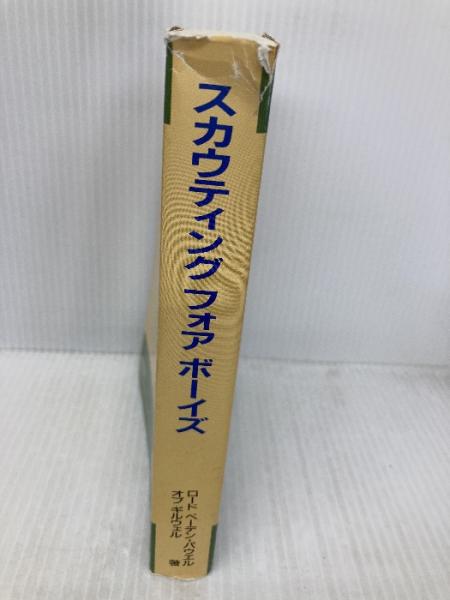 スカウティング フォア ボーイズ
ロード ベーデン・パウエル
オブ ギルウェル 著